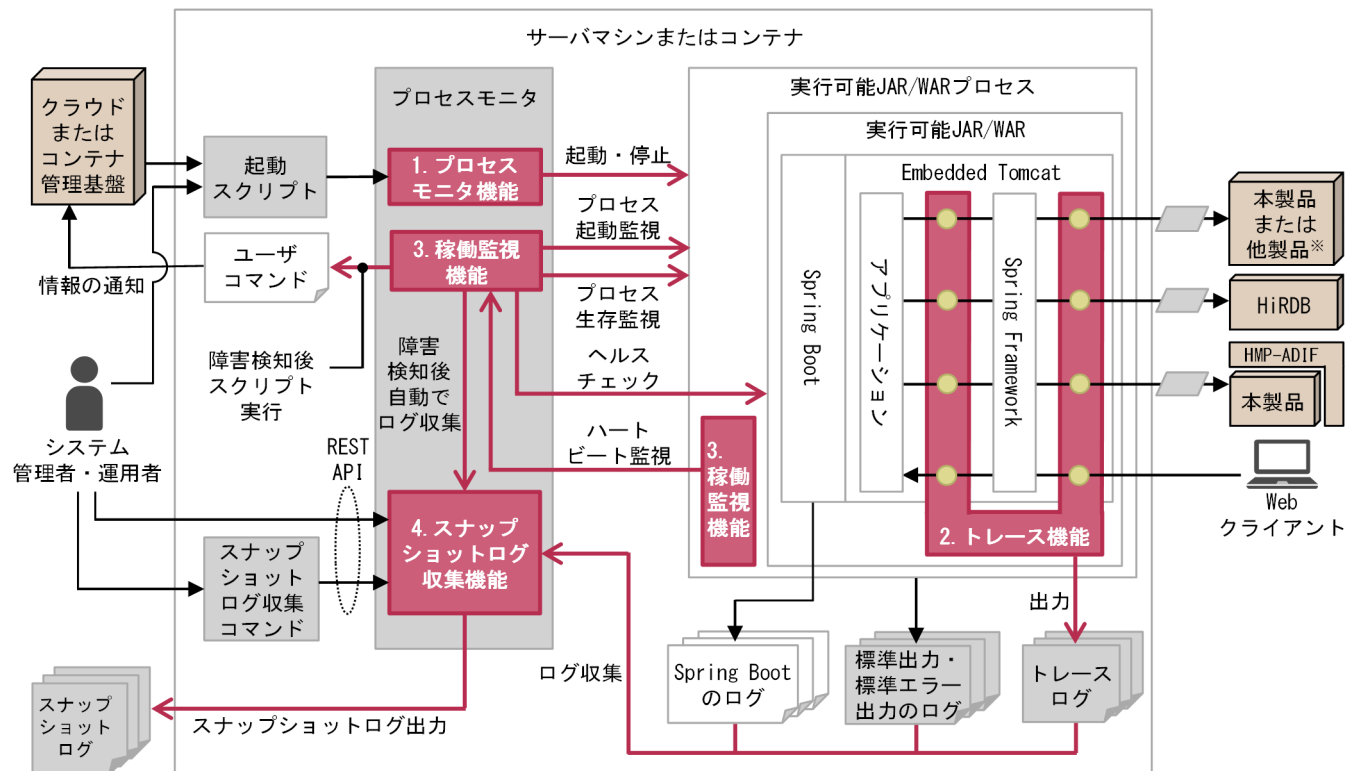 サーバマシンまたはコンテナ
クラウド
または
コンテナ
管理基盤
起動
スクリプト
プロセスモニタ
1. プロセス
モニタ機能
起動・停止
プロセス
起動監視
3. 稼働監視
機能
プロセス
生存監視
ユーザ
コマンド
情報の通知
障害検知後
スクリプト
実行
障害
検知後
自動で
ログ収集
ヘルス
チェック
ハート
ビート監視
システム
管理者・運用者
REST
API
4. スナップ
ショットログ
収集機能
スナップ
ショット
ログ収集
コマンド
スナップ
ショット
ログ
スナップショットログ出力
ログ収集
実行可能JAR/WARプロセス
実行可能JAR/WAR
Spring Boot
Embedded Tomcat
アプリケーション
Spring Framework
3.
稼働
監視
機能
2. トレース機能
出力
Spring Boot
のログ
標準出力・
標準エラー
出力のログ
トレース
ログ
本製品
または
他製品※
HiRDB
HMP-ADIF
本製品
Web
クライアント